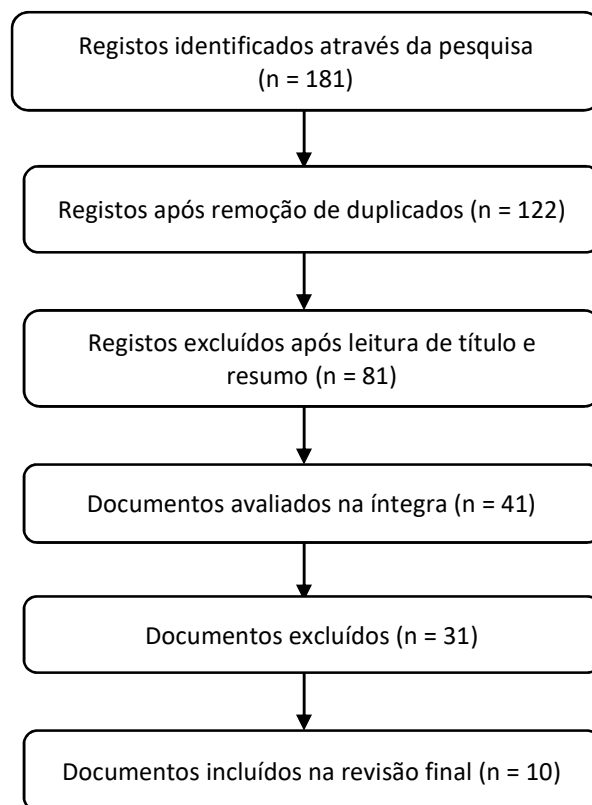 Registos identificados através da pesquisa
(n = 181)
Registos após remoção de duplicados (n = 122)
Registos excluídos após leitura de título e
resumo (n = 81)
Documentos avaliados na íntegra (n = 41)
Documentos excluídos (n = 31)
Documentos incluídos na revisão final (n = 10)